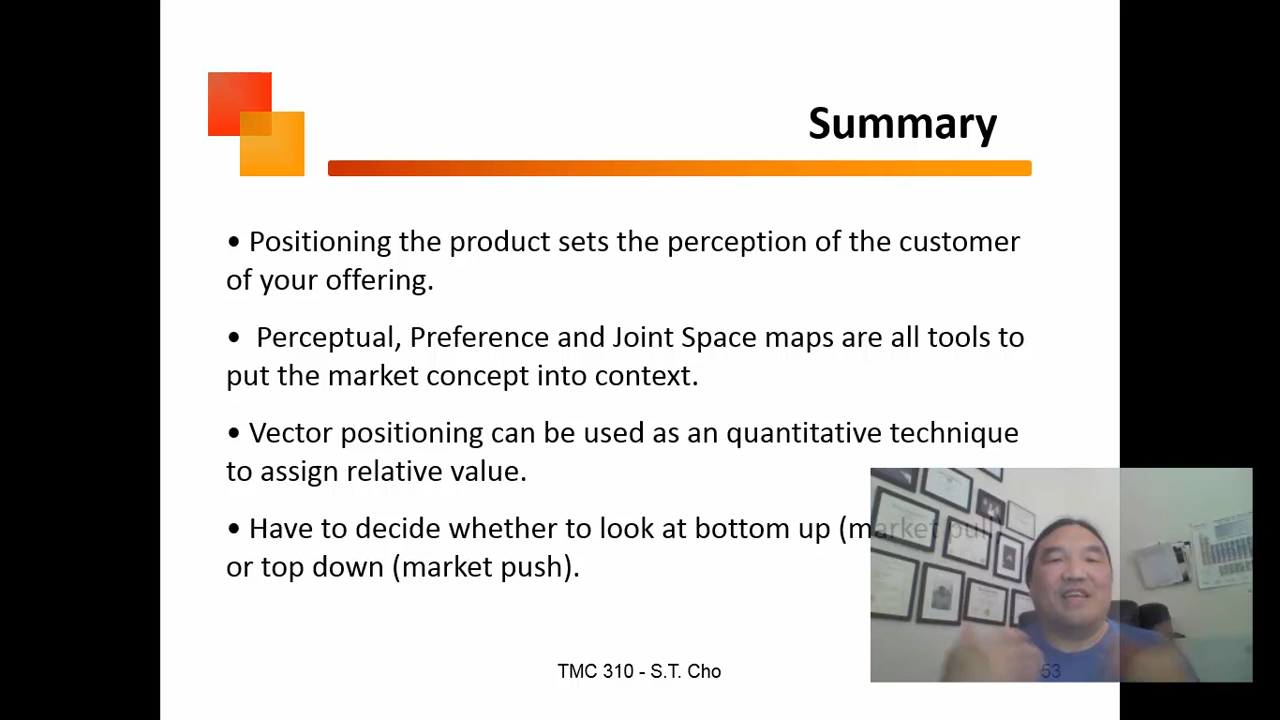 Summary
• Positioning the product sets the perception of the customer
of your offering.
• Perceptual, Preference and Joint Space maps are all tools to
put the market concept into context.
• Vector positioning can be used as an quantitative technique
to assign relative value.
• Have to decide whether to look at bottom up (market pull)
or top down (market push).
TMC 310 - S.T. Cho
53